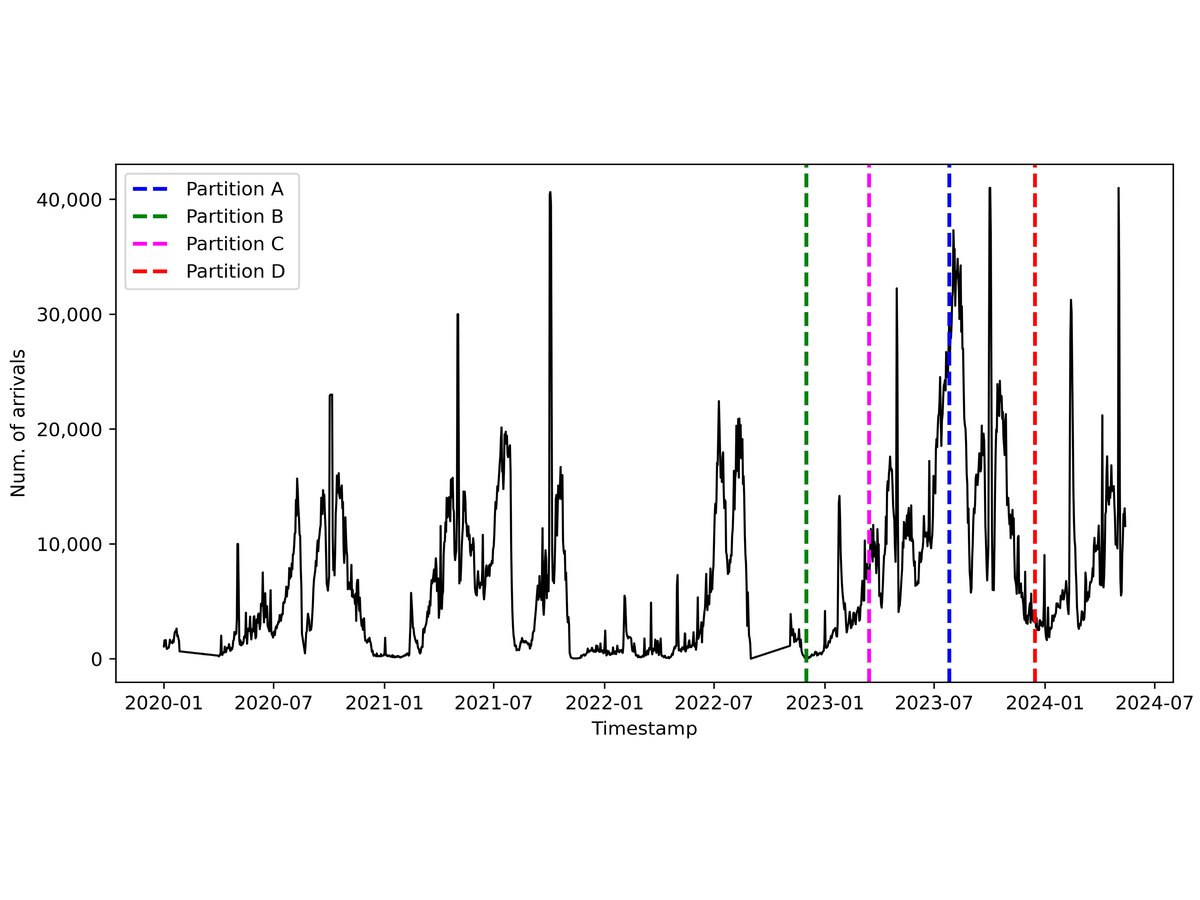 Partition A
Partition B
Partition C
Partition D
40,000
30,000
20,000
10,000
0
Num. of arrivals
2020-01 2020-07 2021-01 2021-07 2022-01 2022-07 2023-01 2023-07 2024-01 2024-07
Timestamp